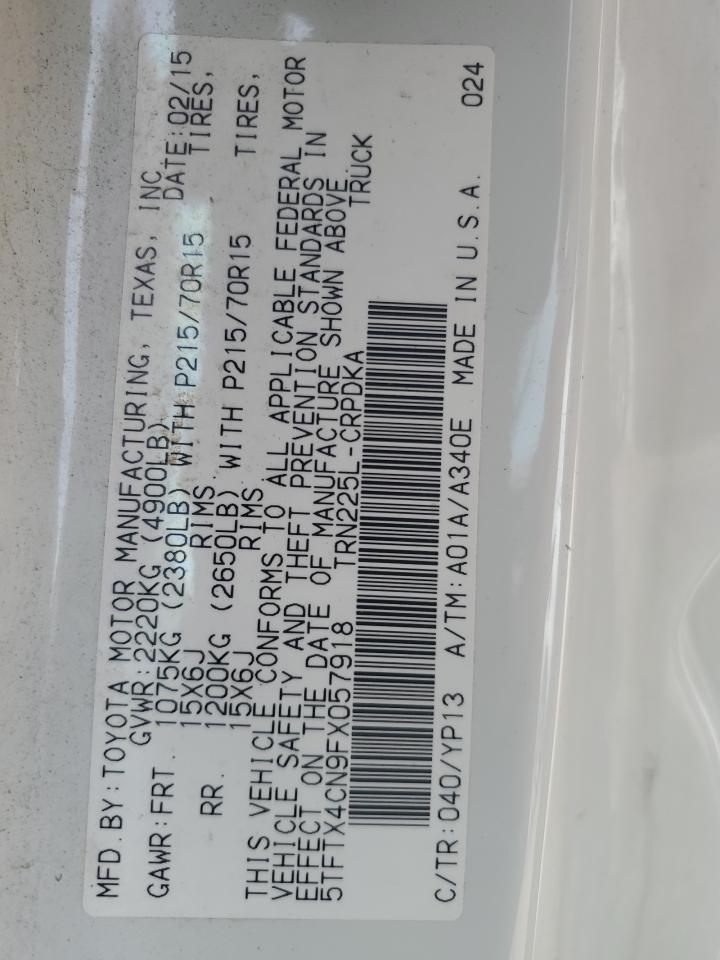 MFD. BY: TOYOTA MOTOR MANUFACTURING, TEXAS, INC.
GVWR: 2220KG (4900LB) DATE: 02/15
GAWR: FRT. 1075KG (2380LB) WITH P215/70R15 TIRES,
15X6J RIMS
RR. 1200KG (2650LB) WITH P215/70R15 TIRES,
15X6J RIMS
THIS VEHICLE CONFORMS TO ALL APPLICABLE FEDERAL MOTOR
VEHICLE SAFETY AND THEFT PREVENTION STANDARDS IN
EFFECT ON THE DATE OF MANUFACTURE SHOWN ABOVE.
5TFTX4CN9FX057918 TRN225L-CRPDKA TRUCK
C/TR: 040/YP13 A/TM: A01A/A340E MADE IN U.S.A. 024